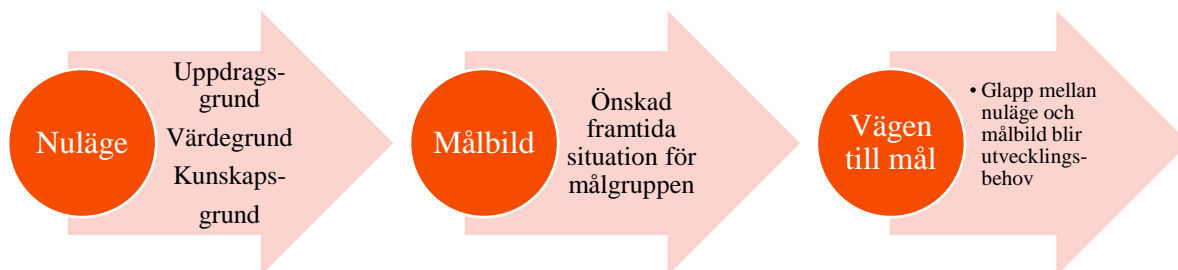 Nuläge
Uppdrags-
grund
Värdegrund
Kunskaps-
grund
Målbild
Önskad
framtida
situation för
målgruppen
Vägen
till mål
• Glapp mellan
nuläge och
målbild blir
utvecklings-
behov